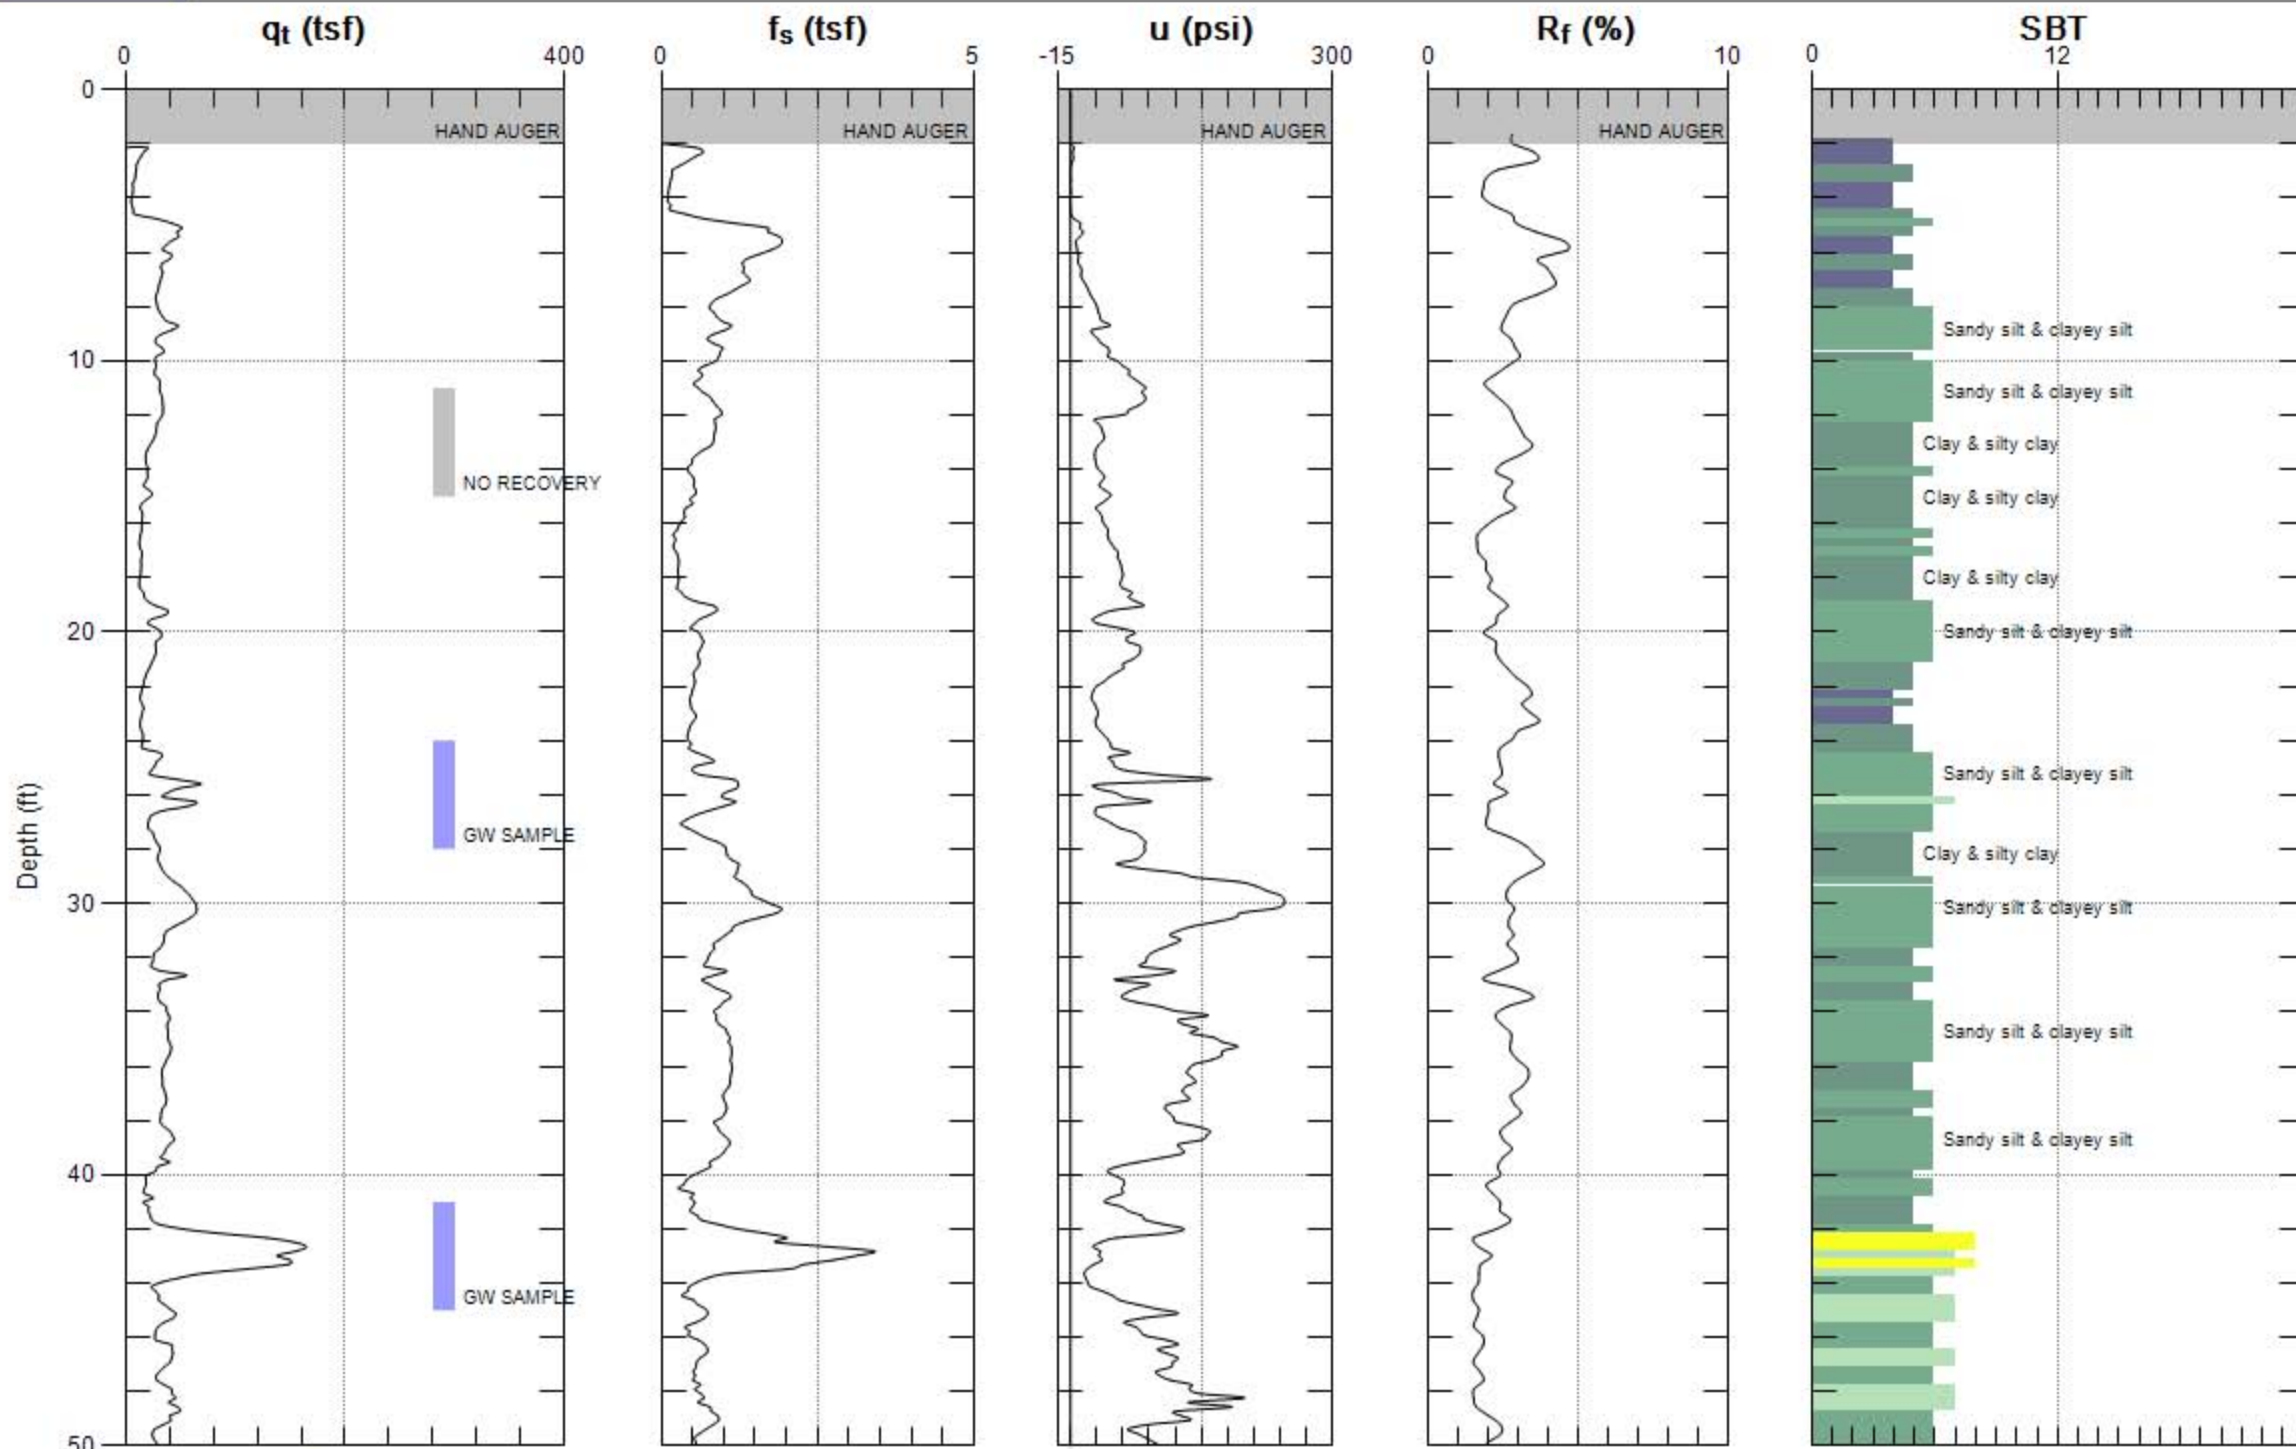 qt (tsf) fs (tsf) u (psi) Rf (%) SBT
0 400 0 5 -15 300 0 10 0 12
0
HAND AUGER HAND AUGER HAND AUGER HAND AUGER
Sandy silt & clayey silt
10
Sandy silt & clayey silt
Clay & silty clay
NO RECOVERY
Clay & silty clay
Clay & silty clay
20
Sandy silt & clayey silt
Sandy silt & clayey silt
Depth (ft)
GW SAMPLE
Clay & silty clay
30
Sandy silt & clayey silt
Sandy silt & clayey silt
Sandy silt & clayey silt
40
GW SAMPLE
50